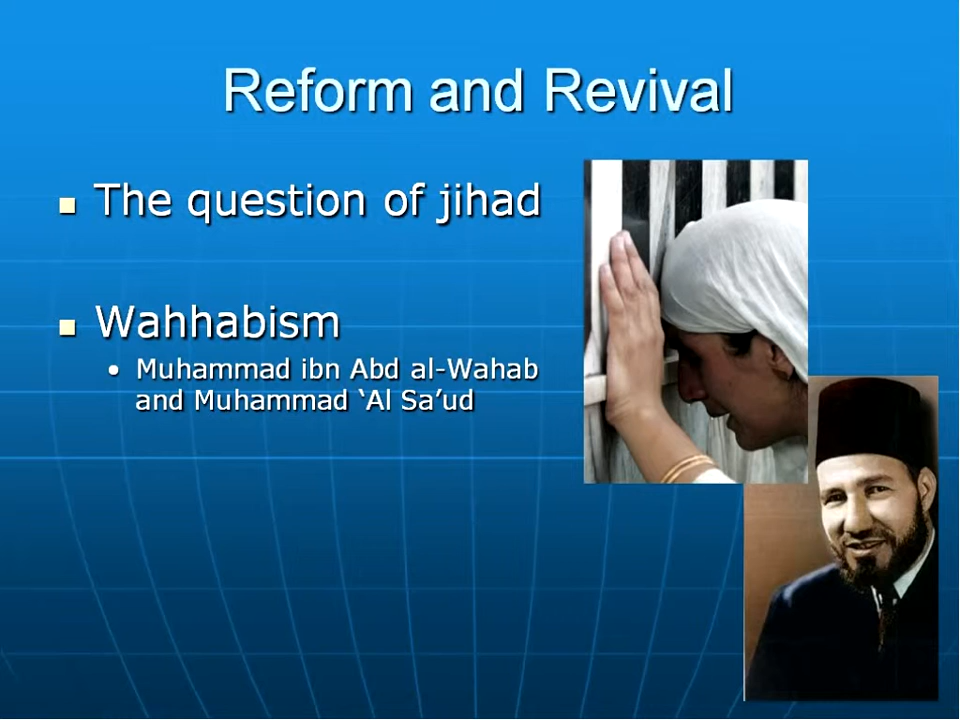 Reform and Revival
The question of jihad
Wahhabism
Muhammad ibn Abd al-Wahab
and Muhammad ‘Al Sa’ud